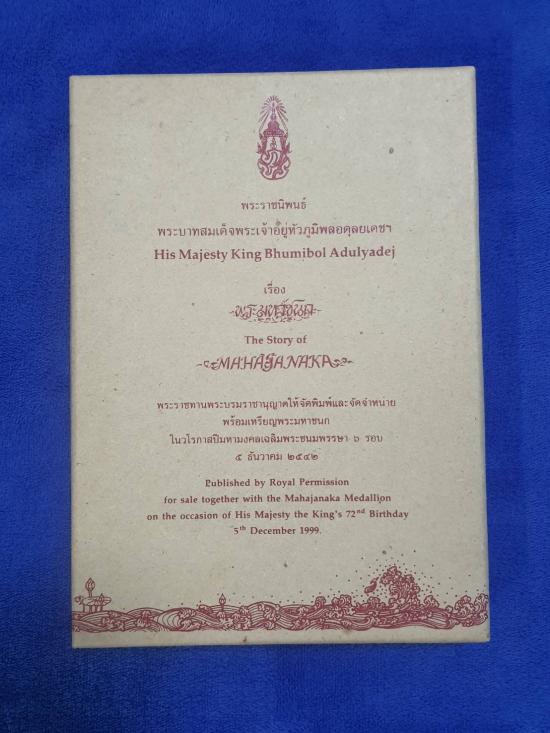 พระราชนิพนธ์
พระบาทสมเด็จพระเจ้าอยู่หัวภูมิพลอดุลยเดชฯ
His Majesty King Bhumibol Adulyadej
เรื่อง
พระมหาชนก
The Story of
MAHAJANAKA
พระราชทานพระบรมราชานุญาตให้จัดพิมพ์และจัดจำหน่าย
พร้อมเหรียญพระมหาชนก
ในวโรกาสปีมหามงคลเฉลิมพระชนมพรรษา ๖ รอบ
๕ ธันวาคม ๒๕๔๒
Published by Royal Permission
for sale together with the Mahajanaka Medallion
on the occasion of His Majesty the King's 72nd Birthday
5th December 1999.